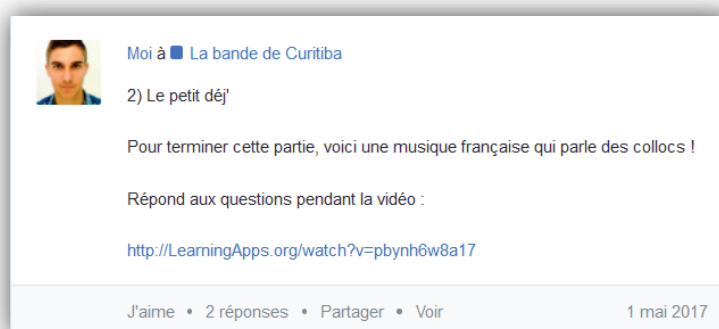 Moi à La bande de Curitiba
2) Le petit déj'
Pour terminer cette partie, voici une musique française qui parle des collocs !
Répond aux questions pendant la vidéo :
http://LearningApps.org/watch?v=pbynh6w8a17
J'aime • 2 réponses • Partager • Voir 1 mai 2017